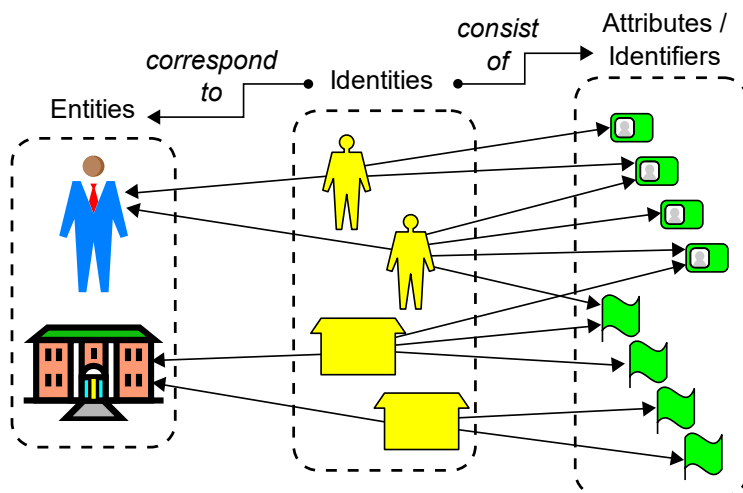 Entities
correspond
to
Identities
consist
of
Attributes /
Identifiers